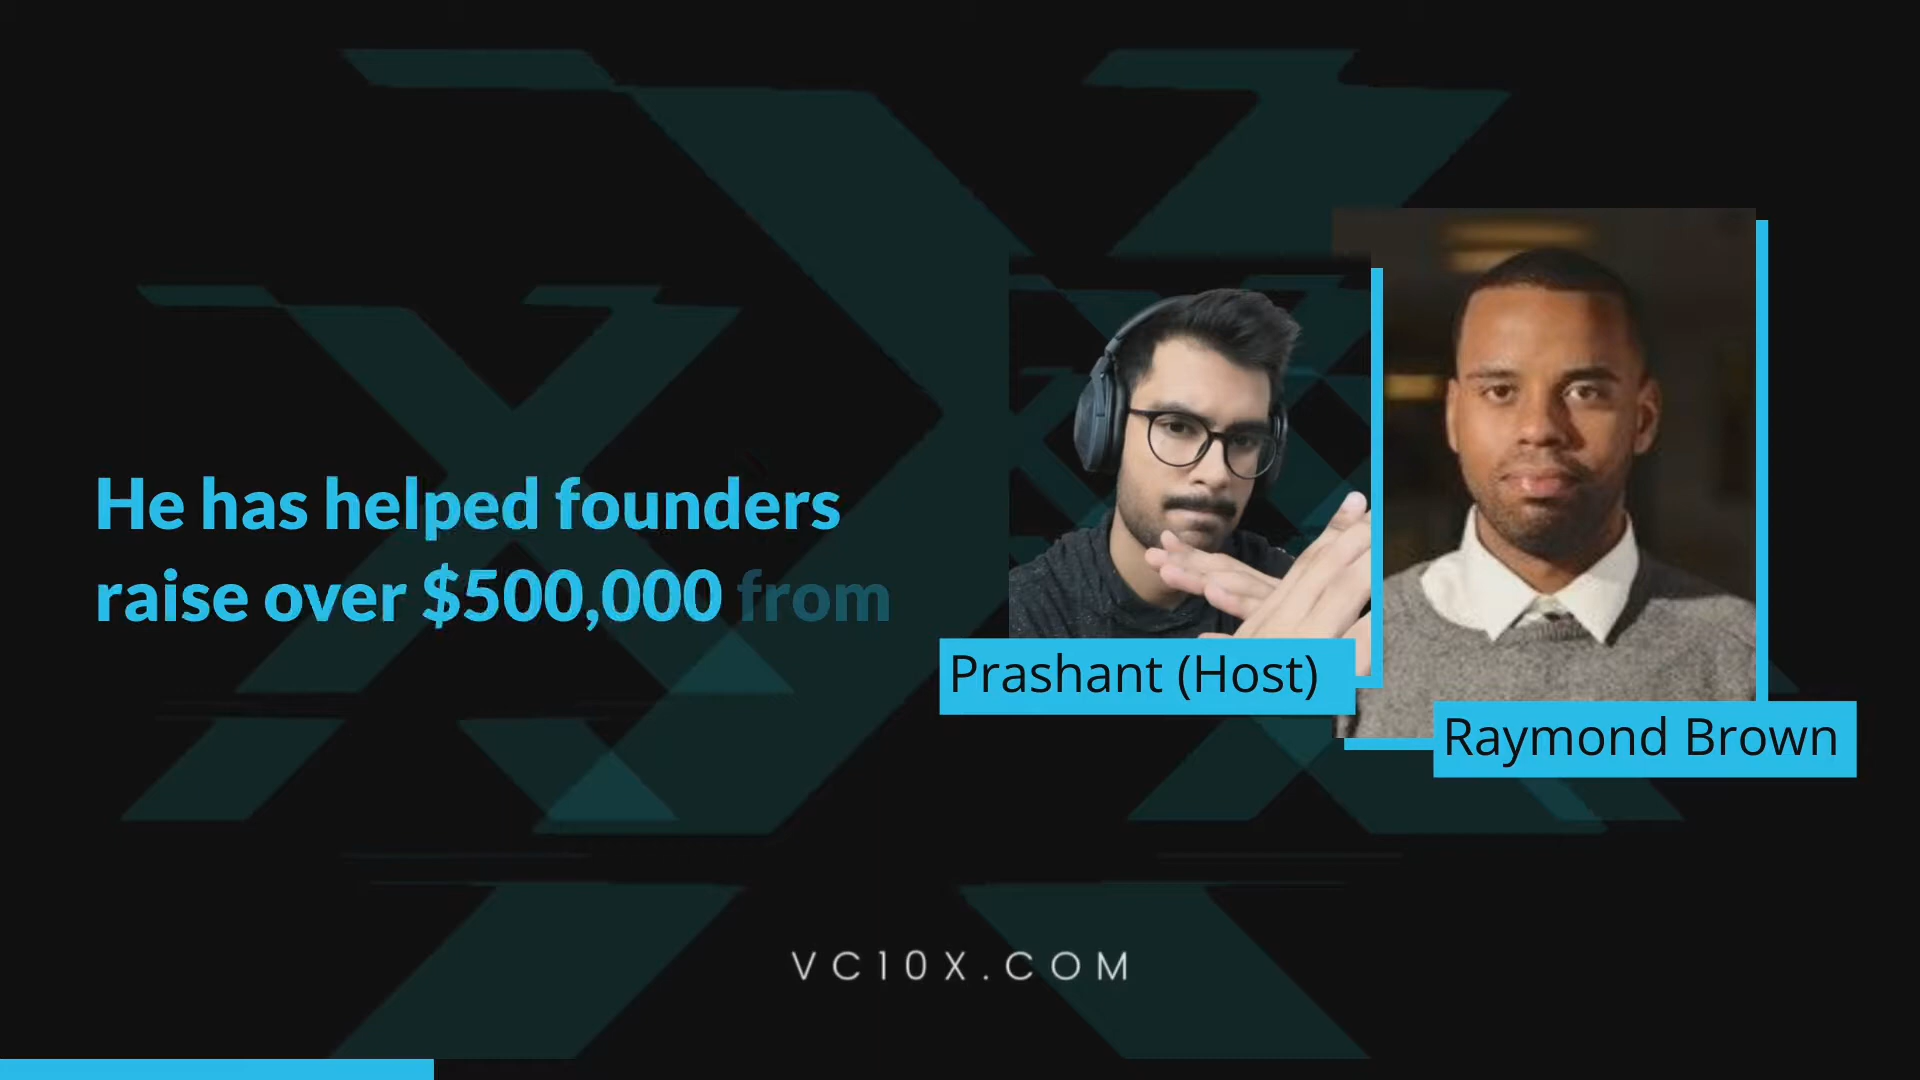 He has helped founders
raise over $500,000 from
Prashant (Host)
Raymond Brown
VC10X.COM